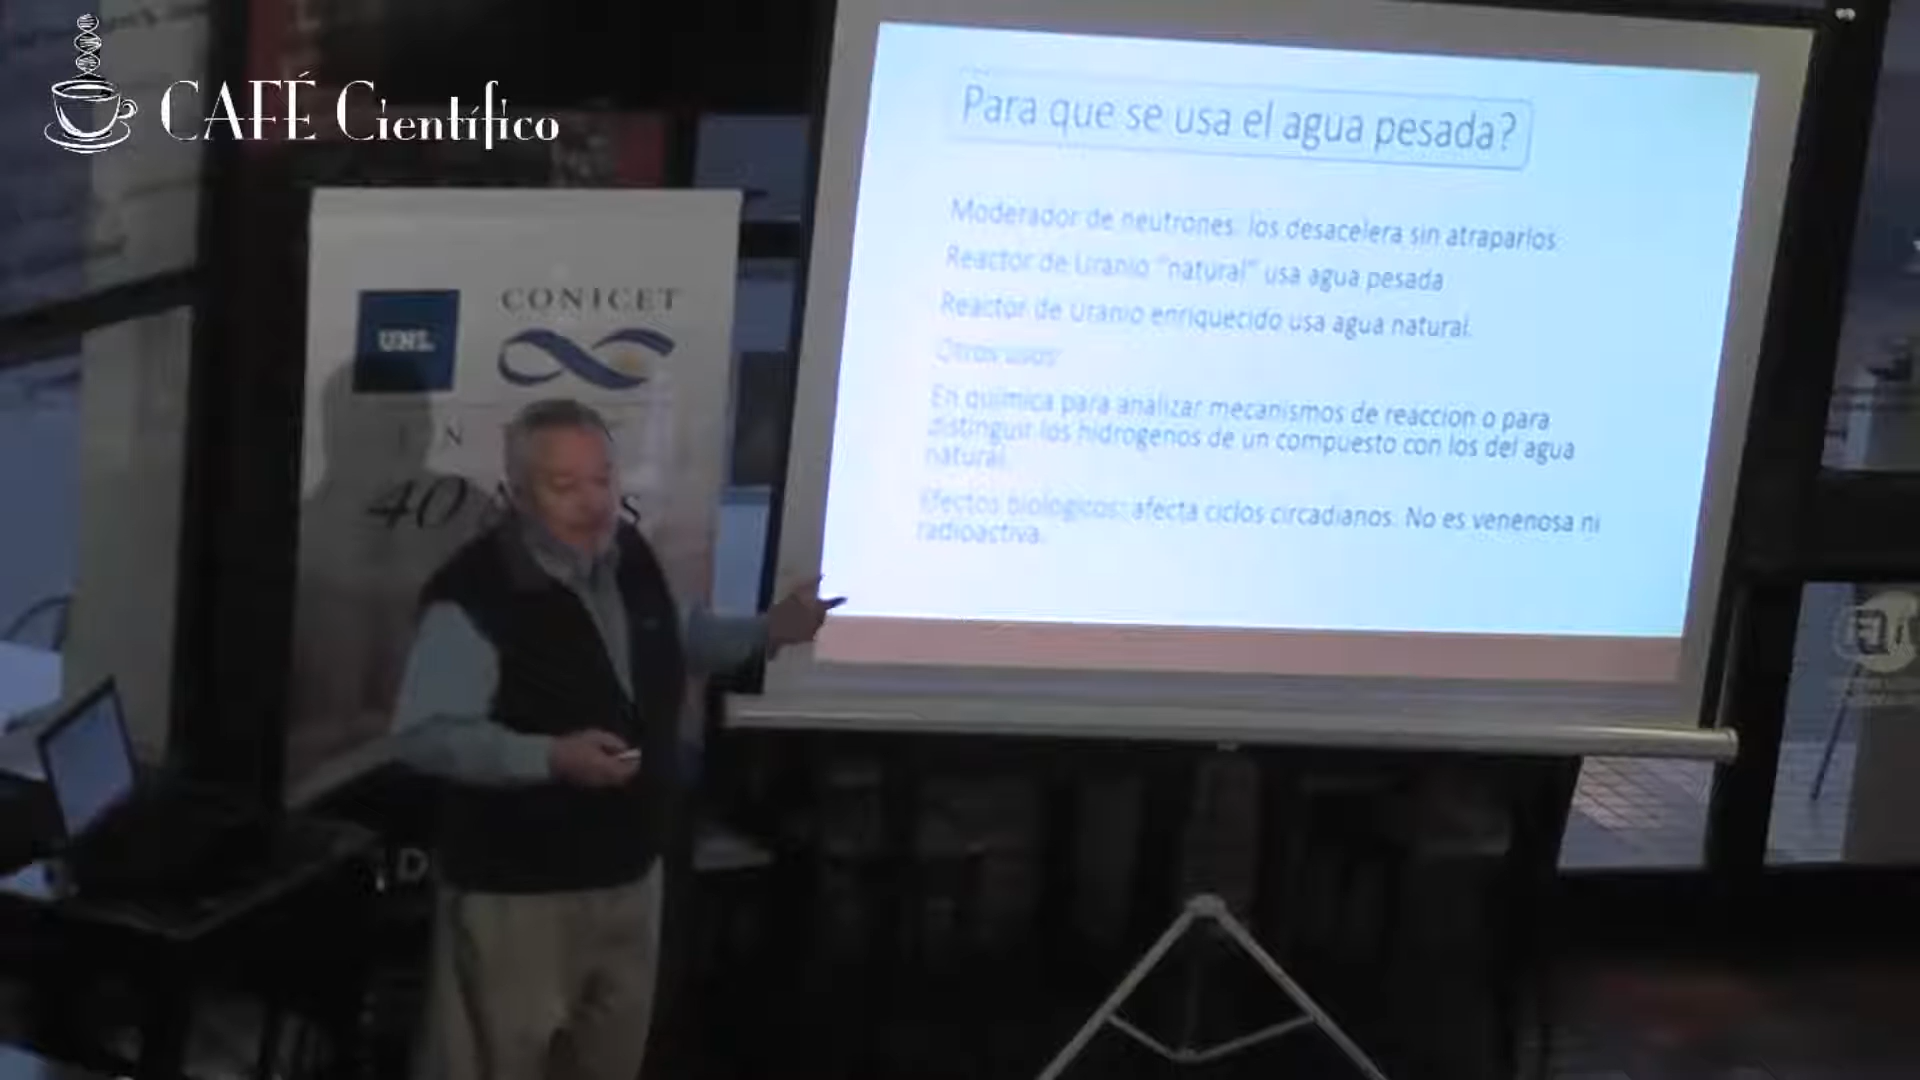 CAFÉ Científico
Para que se usa el agua pesada?
Moderador de neutrones: los desacelera sin atraparlos
Reactor de Uranio "natural" usa agua pesada
Reactor de Uranio enriquecido usa agua natural.
Otros usos:
En química para analizar mecanismos de reaccion o para
distinguir los hidrogenos de un compuesto con los del agua
natural.
Efectos biologicos: afecta ciclos circadianos. No es venenosa ni
radioactiva.
CONICET
UNL
40